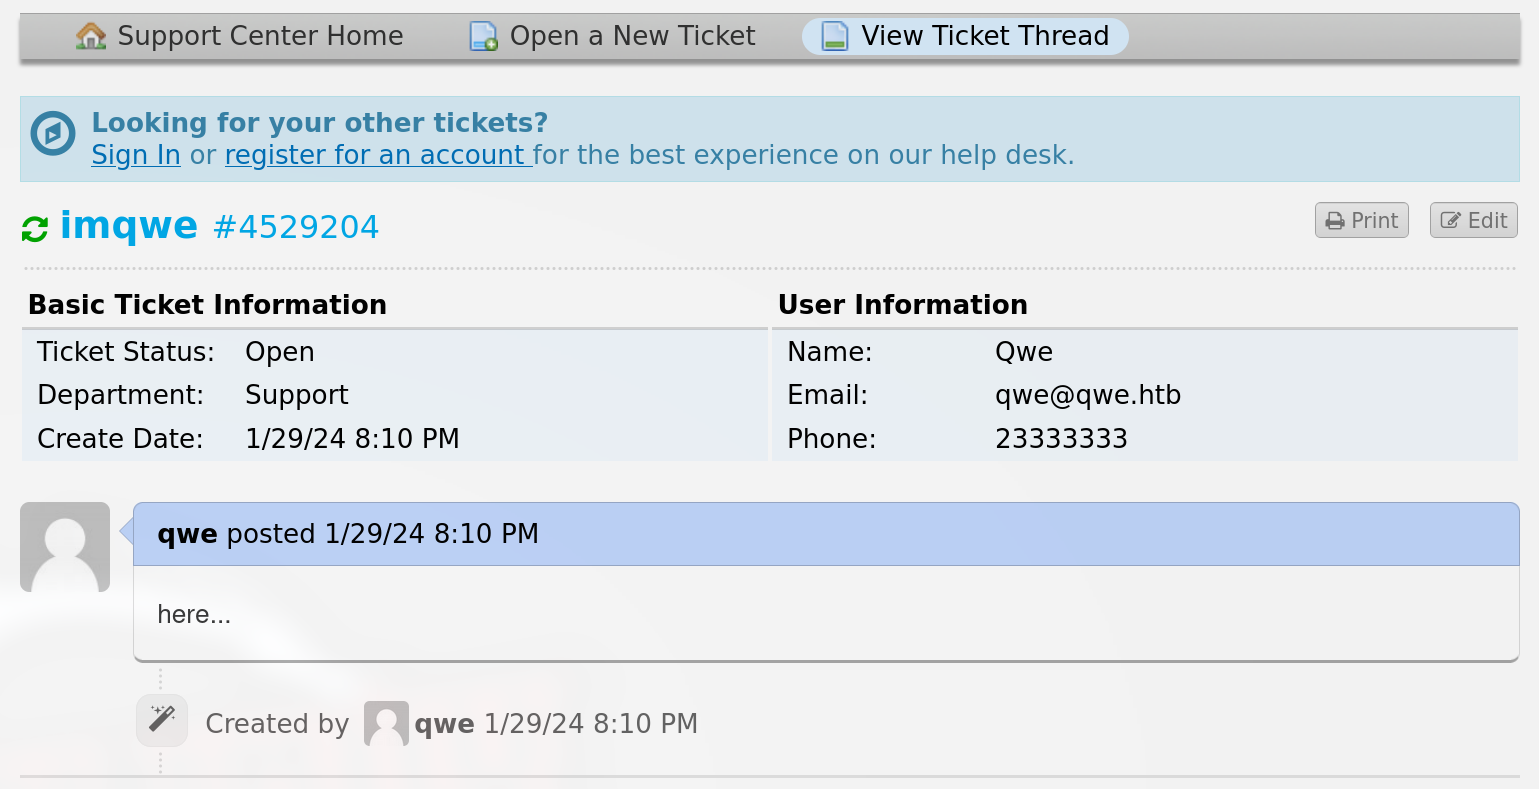 Support Center Home Open a New Ticket View Ticket Thread
Looking for your other tickets?
Sign In or register for an account for the best experience on our help desk.
imqwe #4529204 Print Edit
Basic Ticket Information User Information
Ticket Status: Open Name: Qwe
Department: Support Email: qwe@qwe.htb
Create Date: 1/29/24 8:10 PM Phone: 23333333
qwe posted 1/29/24 8:10 PM
here...
Created by qwe 1/29/24 8:10 PM